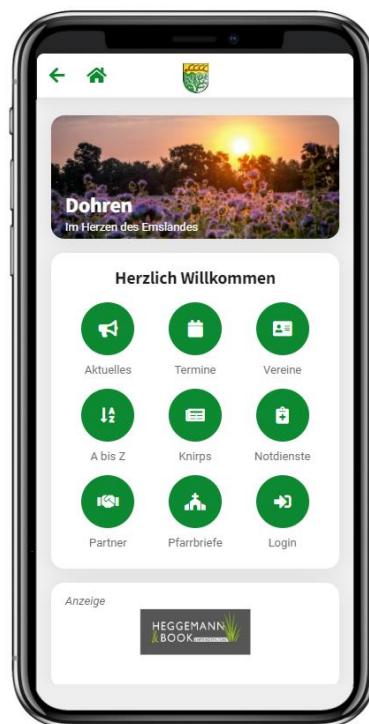 Dohren
Im Herzen des Emslandes
Herzlich Willkommen
Aktuelles Termine Vereine
A bis Z Knirps Notdienste
Partner Pfarrbriefe Login
Anzeige
HEGGEMANN
& BOOK